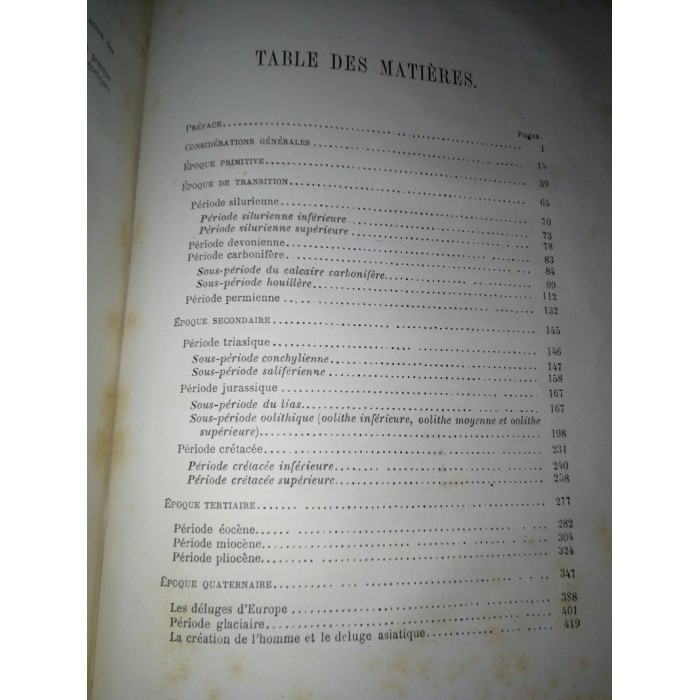 TABLE DES MATIÈRES.
Pages.
PRÉFACE........ 1
CONSIDÉRATIONS GÉNÉRALES........ 15
ÉPOQUE PRIMITIVE........ 39
ÉPOQUE DE TRANSITION........ 65
Période silurienne........ 70
Période silurienne inférieure........ 73
Période silurienne supérieure........ 78
Période devonienne........ 83
Période carbonifère........ 84
Sous-période du calcaire carbonifère........ 99
Sous-période houillère........ 112
Période permienne........ 132
ÉPOQUE SECONDAIRE........ 145
Période triasique........ 146
Sous-période conchylienne........ 147
Sous-période saliférienne........ 158
Période jurassique........ 167
Sous-période du lias........ 167
Sous-période oolithique (oolithe inférieure, oolithe moyenne et oolithe
supérieure)........ 198
Période crétacée........ 231
Période crétacée inférieure........ 240
Période crétacée supérieure........ 258
ÉPOQUE TERTIAIRE........ 277
Période éocène........ 282
Période miocène........ 304
Période pliocène........ 324
ÉPOQUE QUATERNAIRE........ 347
Les déluges d'Europe........ 388
Période glaciaire........ 401
La création de l'homme et le deluge asiatique........ 419